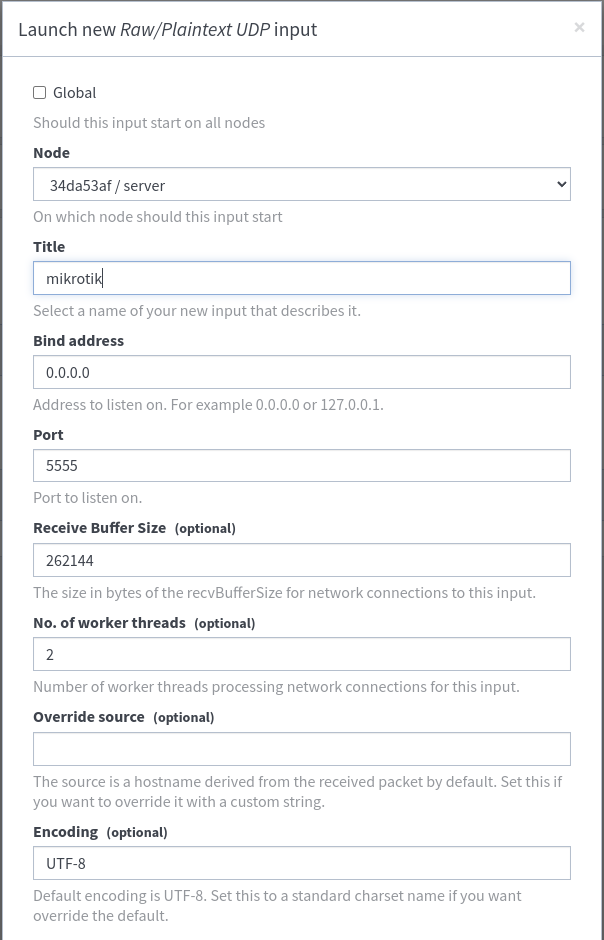 Launch new Raw/Plaintext UDP input ×
Global
Should this input start on all nodes
Node
34da53af / server
On which node should this input start
Title
mikrotik
Select a name of your new input that describes it.
Bind address
0.0.0.0
Address to listen on. For example 0.0.0.0 or 127.0.0.1.
Port
5555
Port to listen on.
Receive Buffer Size (optional)
262144
The size in bytes of the recvBufferSize for network connections to this input.
No. of worker threads (optional)
2
Number of worker threads processing network connections for this input.
Override source (optional)
The source is a hostname derived from the received packet by default. Set this if
you want to override it with a custom string.
Encoding (optional)
UTF-8
Default encoding is UTF-8. Set this to a standard charset name if you want
override the default.